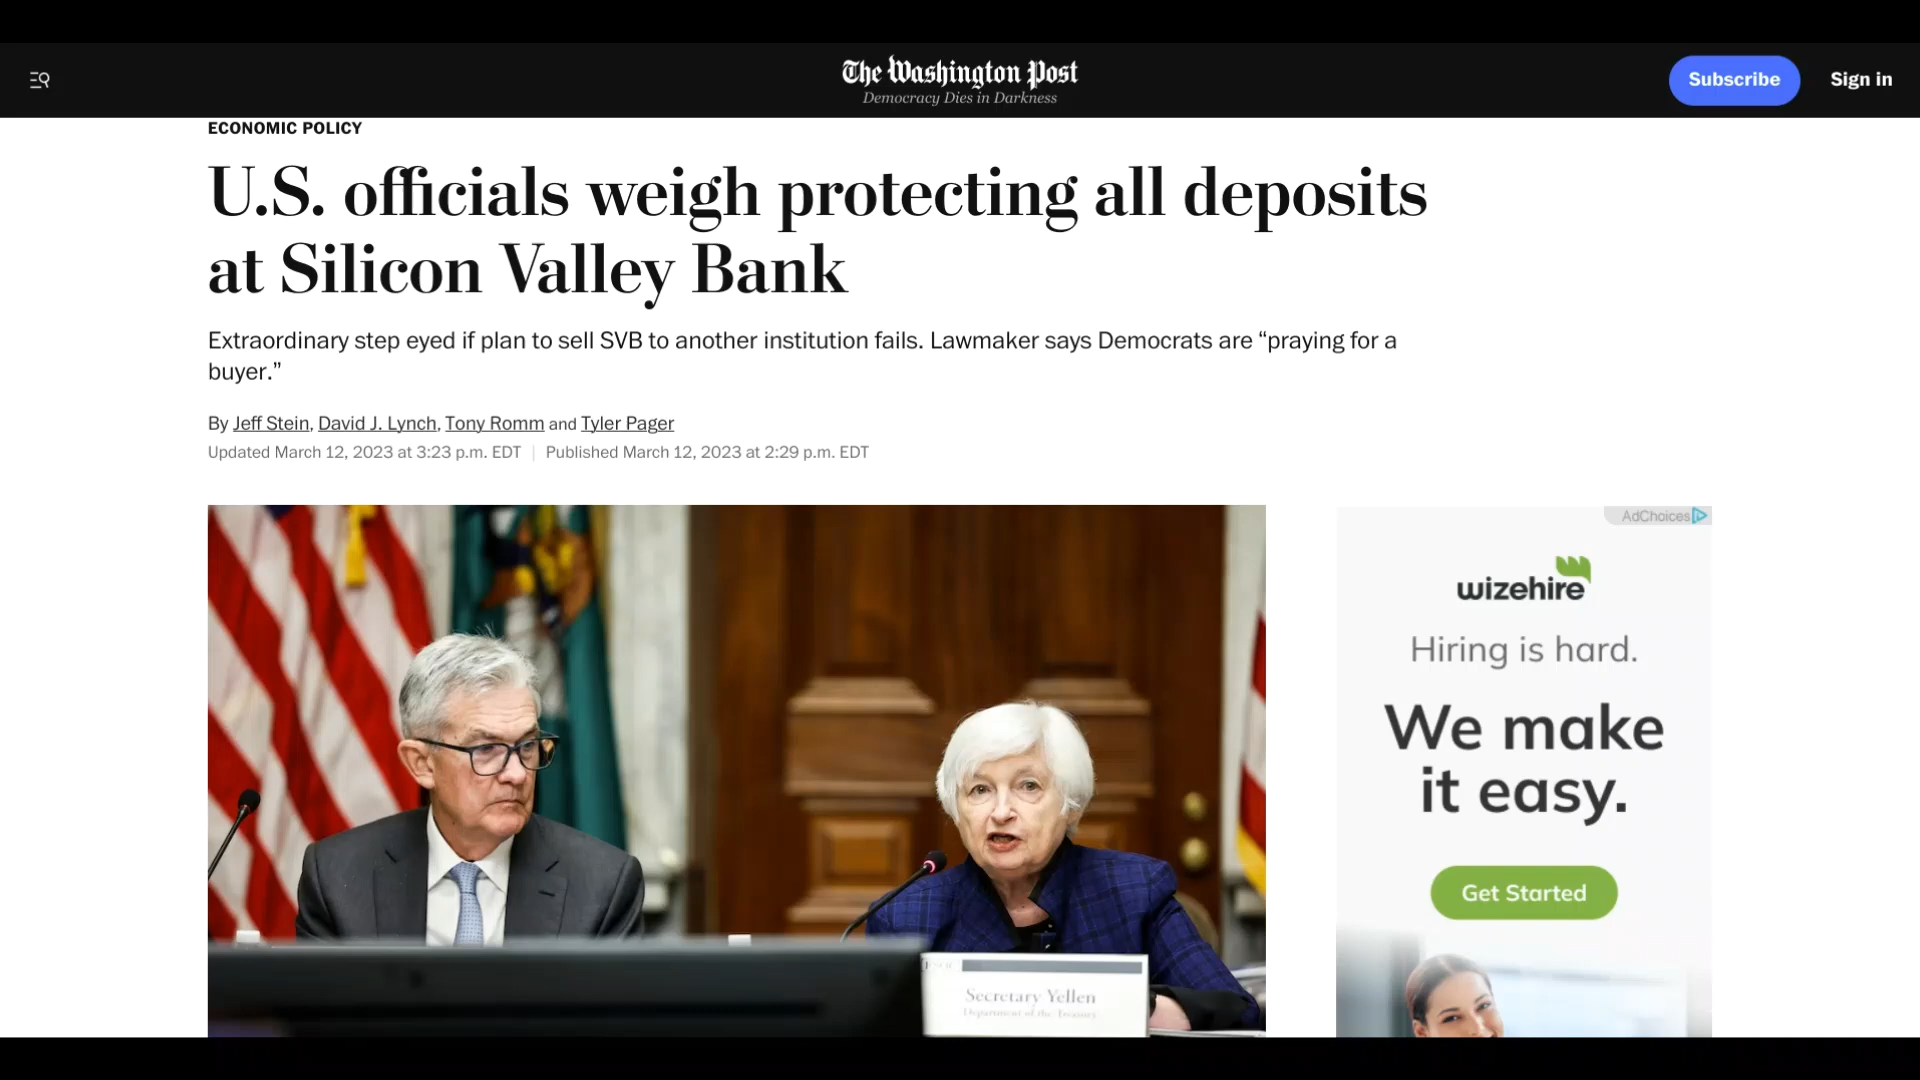 The Washington Post
Democracy Dies in Darkness
Subscribe
Sign in
ECONOMIC POLICY
U.S. officials weigh protecting all deposits
at Silicon Valley Bank
Extraordinary step eyed if plan to sell SVB to another institution fails. Lawmaker says Democrats are “praying for a
buyer.”
By Jeff Stein, David J. Lynch, Tony Romm and Tyler Pager
Updated March 12, 2023 at 3:23 p.m. EDT | Published March 12, 2023 at 2:29 p.m. EDT
Secretary Yellen
Department of the Treasury
AdChoices
wizehire
Hiring is hard.
We make
it easy.
Get Started